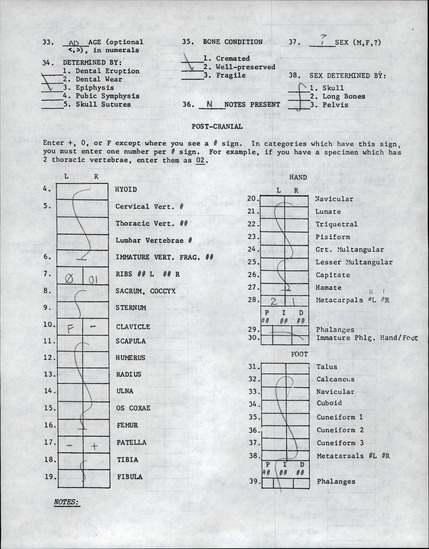 33. AD AGE (optional <,>), in numerals
34. DETERMINED BY:
1. Dental Eruption
2. Dental Wear
3. Epiphysis
4. Pubic Symphysis
5. Skull Sutures
35. BONE CONDITION
1. Cremated
2. Well-preserved
3. Fragile
36. N NOTES PRESENT
37. ? SEX (M,F,?)
38. SEX DETERMINED BY:
1. Skull
2. Long Bones
3. Pelvis
POST-CRANIAL
Enter +, 0, or F except where you see a # sign. In categories which have this sign,
you must enter one number per # sign. For example, if you have a specimen which has
2 thoracic vertebrae, enter them as 02.
L R
4. HYOID
5. Cervical Vert. #
Thoracic Vert. ##
Lumbar Vertebrae #
6. IMMATURE VERT. FRAG. ##
7. Ø 01 RIBS ## L ## R
8. SACRUM, COCCYX
9. STERNUM
10. F - CLAVICLE
11. SCAPULA
12. HUMERUS
13. RADIUS
14. ULNA
15. OS COXAE
16. FEMUR
17. - + PATELLA
18. TIBIA
19. FIBULA
NOTES:
HAND
L R
20. Navicular
21. Lunate
22. Triquetral
23. Pisiform
24. Grt. Multangular
25. Lesser Multangular
26. Capitate
27. Hamate
28. 2 1 Metacarpals #L #R
P I D
## ## ##
29. Phalanges
30. Immature Phlg. Hand/Foot
FOOT
31. Talus
32. Calcaneus
33. Navicular
34. Cuboid
35. Cuneiform 1
36. Cuneiform 2
37. Cuneiform 3
38. Metatarsals #L #R
P I D
## ## ##
39. Phalanges